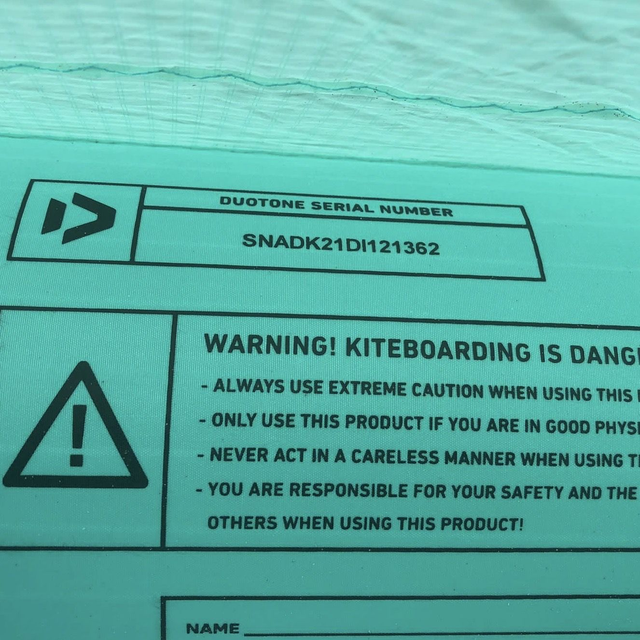 DUOTONE SERIAL NUMBER
SNADK21DI121362
WARNING! KITEBOARDING IS
- ALWAYS USE EXTREME CAUTION WHEN USING THIS
- ONLY USE THIS PRODUCT IF YOU ARE IN GOOD
- NEVER ACT IN A CARELESS MANNER WHEN USING
- YOU ARE RESPONSIBLE FOR YOUR SAFETY AND THE
OTHERS WHEN USING THIS PRODUCT!
NAME